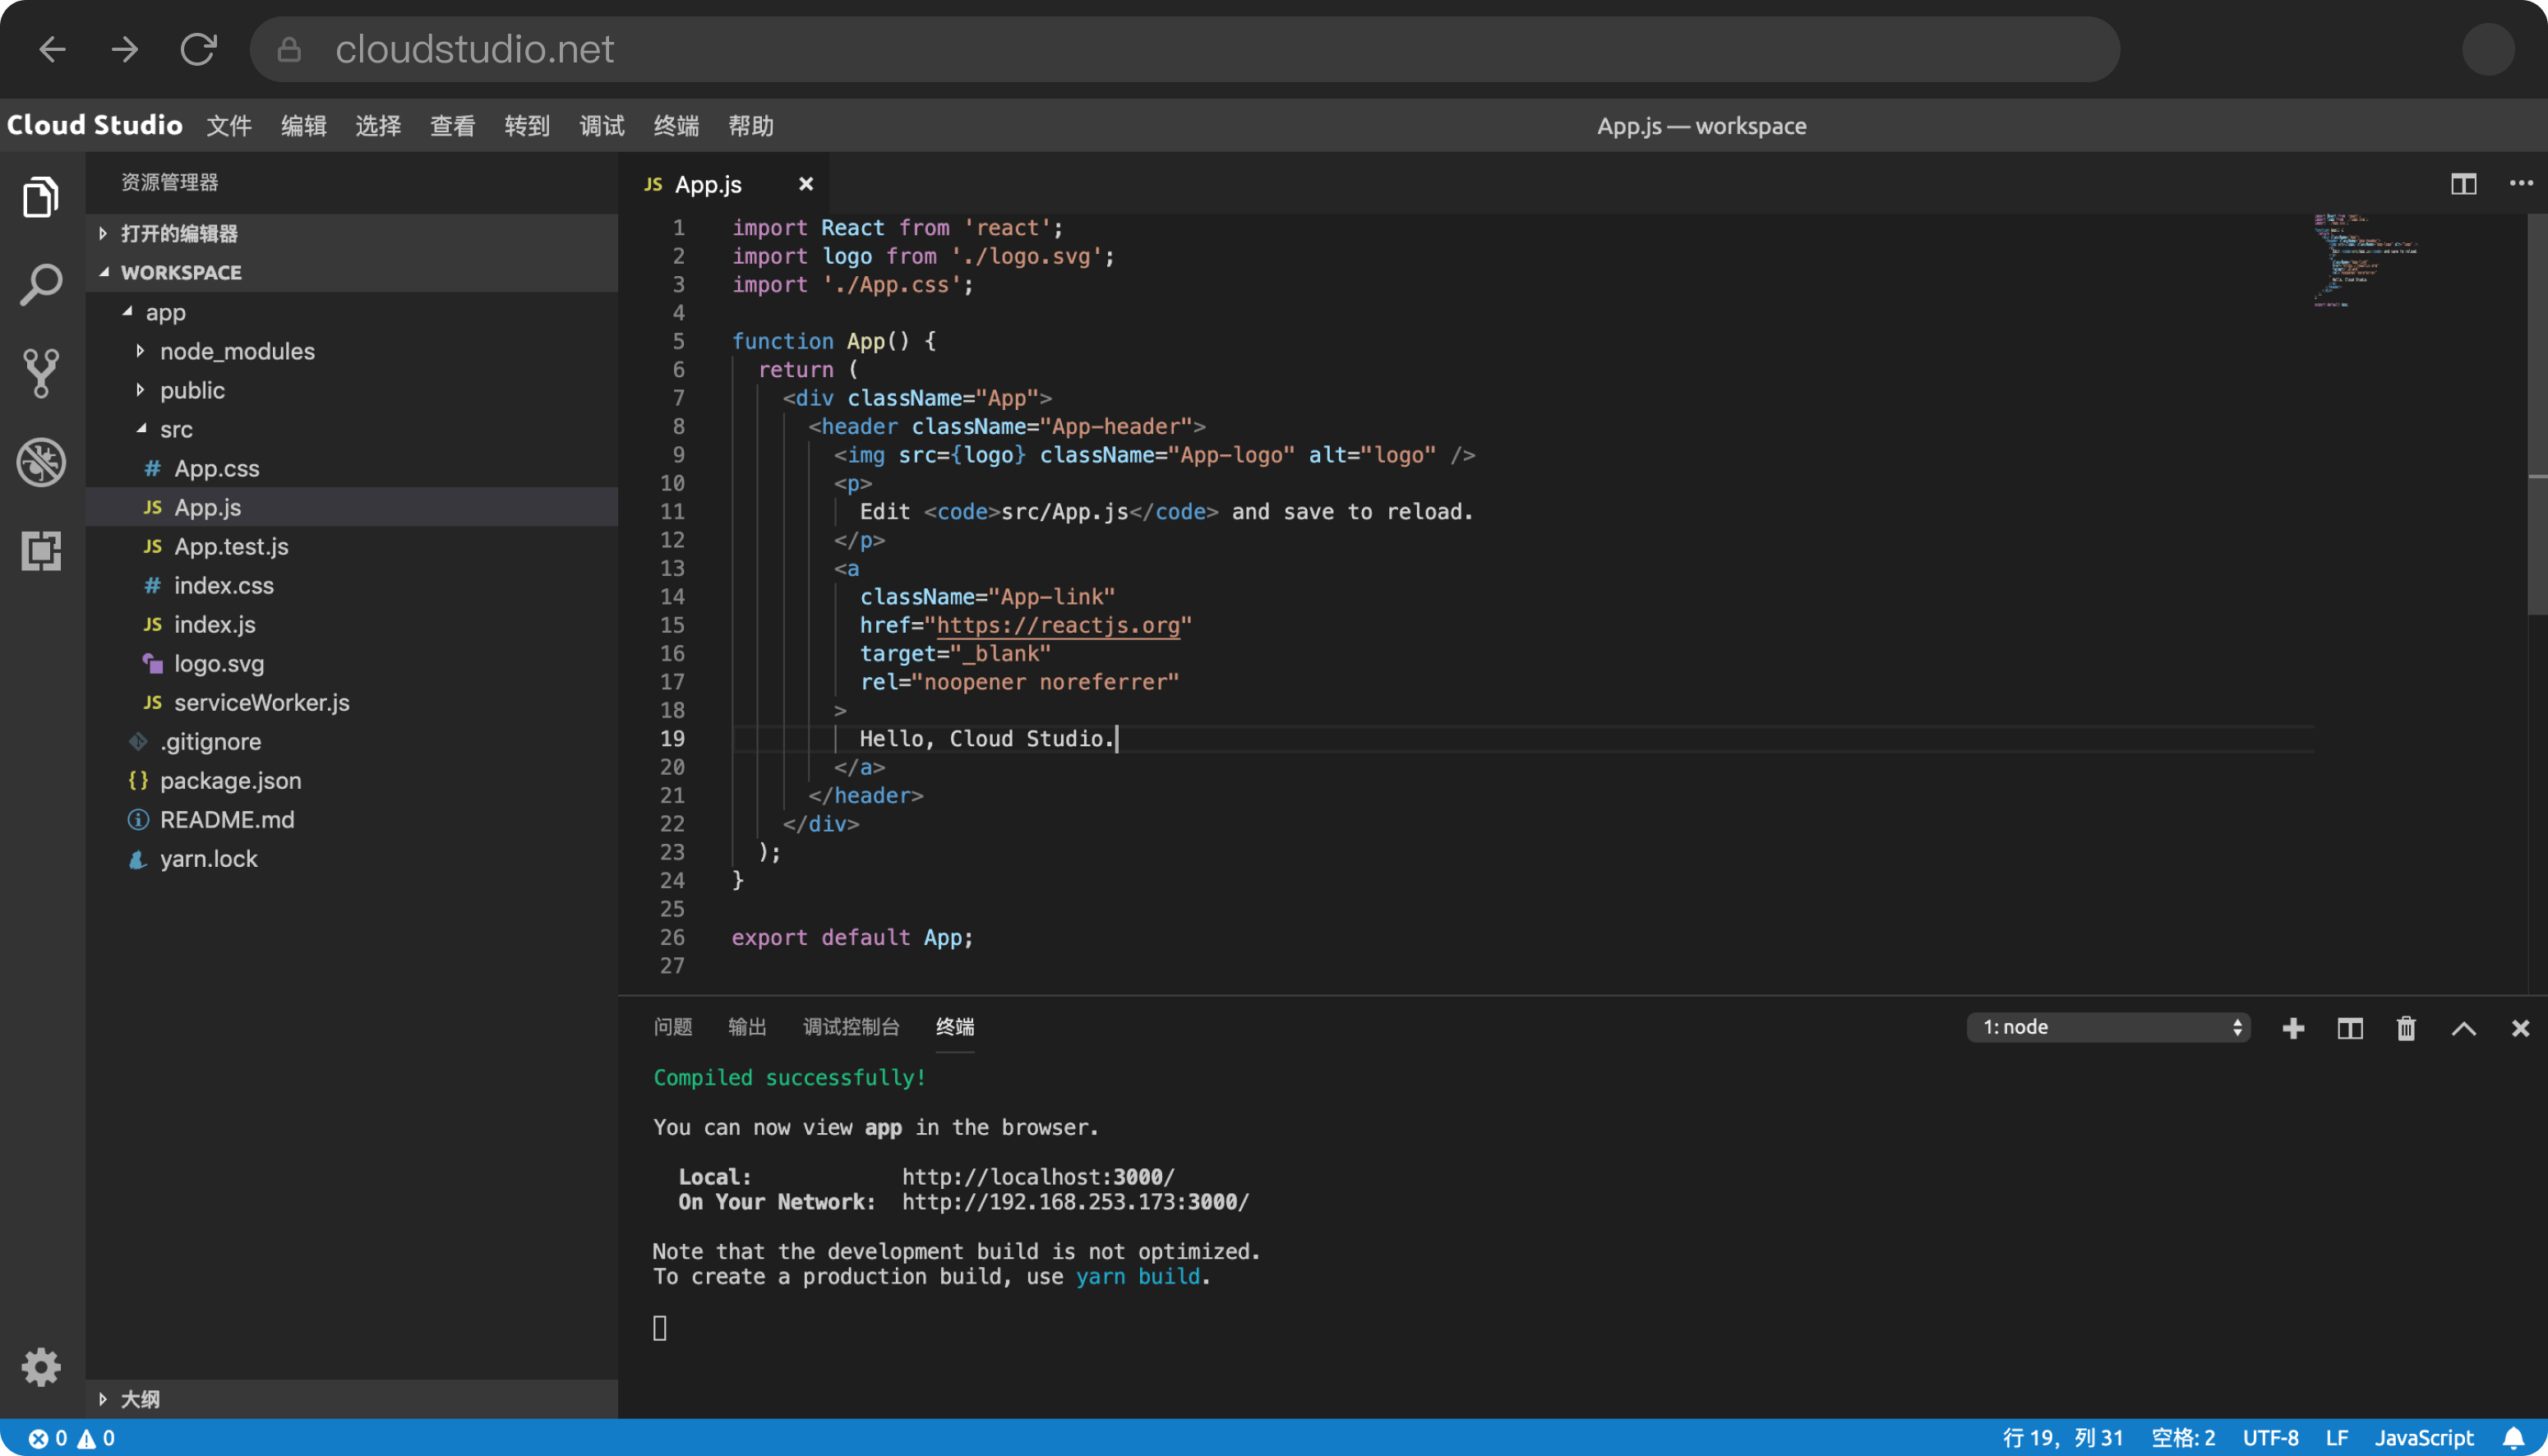 cloudstudio.net
Cloud Studio 文件 编辑 选择 查看 转到 调试 终端 帮助
App.js — workspace
资源管理器
打开的编辑器
WORKSPACE
app
node_modules
public
src
# App.css
JS App.js
JS App.test.js
# index.css
JS index.js
logo.svg
JS serviceWorker.js
.gitignore
{} package.json
README.md
yarn.lock
大纲
JS App.js
1 import React from 'react';
2 import logo from './logo.svg';
3 import './App.css';
4
5 function App() {
6 return (
7 <div className="App">
8 <header className="App-header">
9 <img src={logo} className="App-logo" alt="logo" />
10 <p>
11 Edit <code>src/App.js</code> and save to reload.
12 </p>
13 <a
14 className="App-link"
15 href="https://reactjs.org"
16 target="_blank"
17 rel="noopener noreferrer"
18 >
19 Hello, Cloud Studio.
20 </a>
21 </header>
22 </div>
23 );
24 }
25
26 export default App;
27
问题 输出 调试控制台 终端
1: node
Compiled successfully!
You can now view app in the browser.
Local: http://localhost:3000/
On Your Network: http://192.168.253.173:3000/
Note that the development build is not optimized.
To create a production build, use yarn build.
0 0
行 19，列 31 空格: 2 UTF-8 LF JavaScript